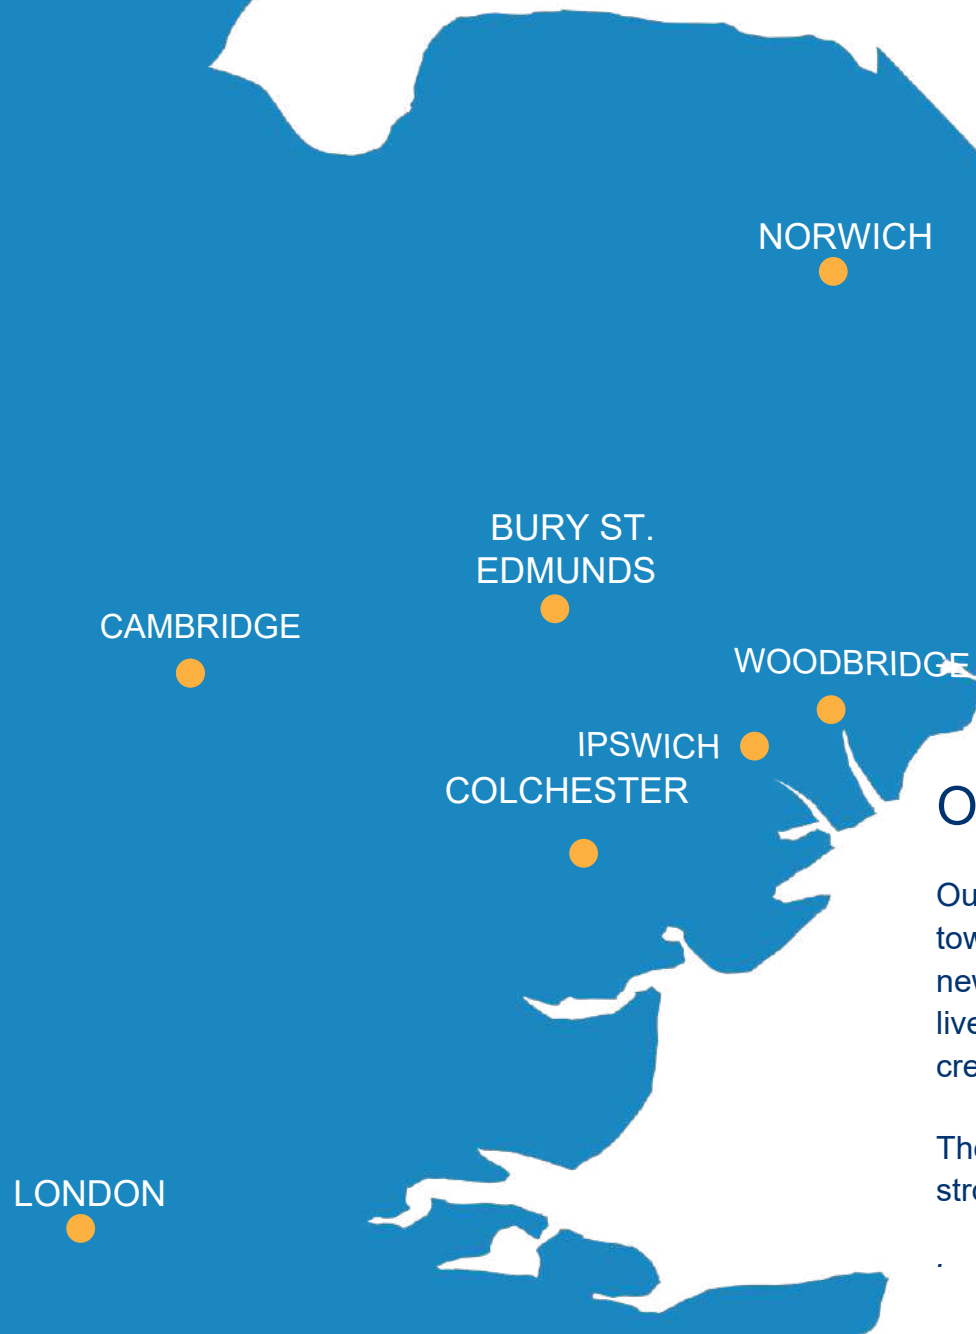 NORWICH
BURY ST.
EDMUNDS
CAMBRIDGE
WOODBRIDGE
IPSWICH
COLCHESTER
LONDON
.